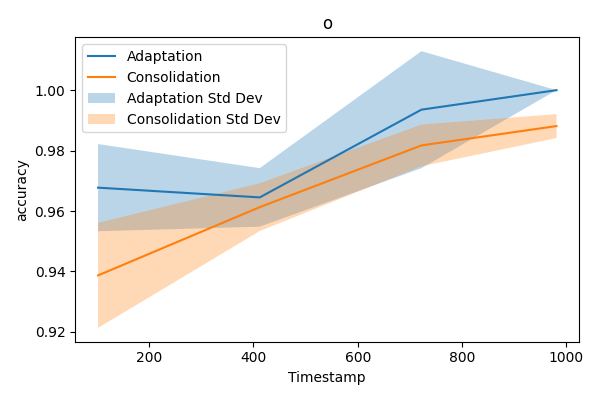 o
Adaptation
Consolidation
Adaptation Std Dev
Consolidation Std Dev
1.00
0.98
0.96
0.94
0.92
accuracy
200 400 600 800 1000
Timestamp